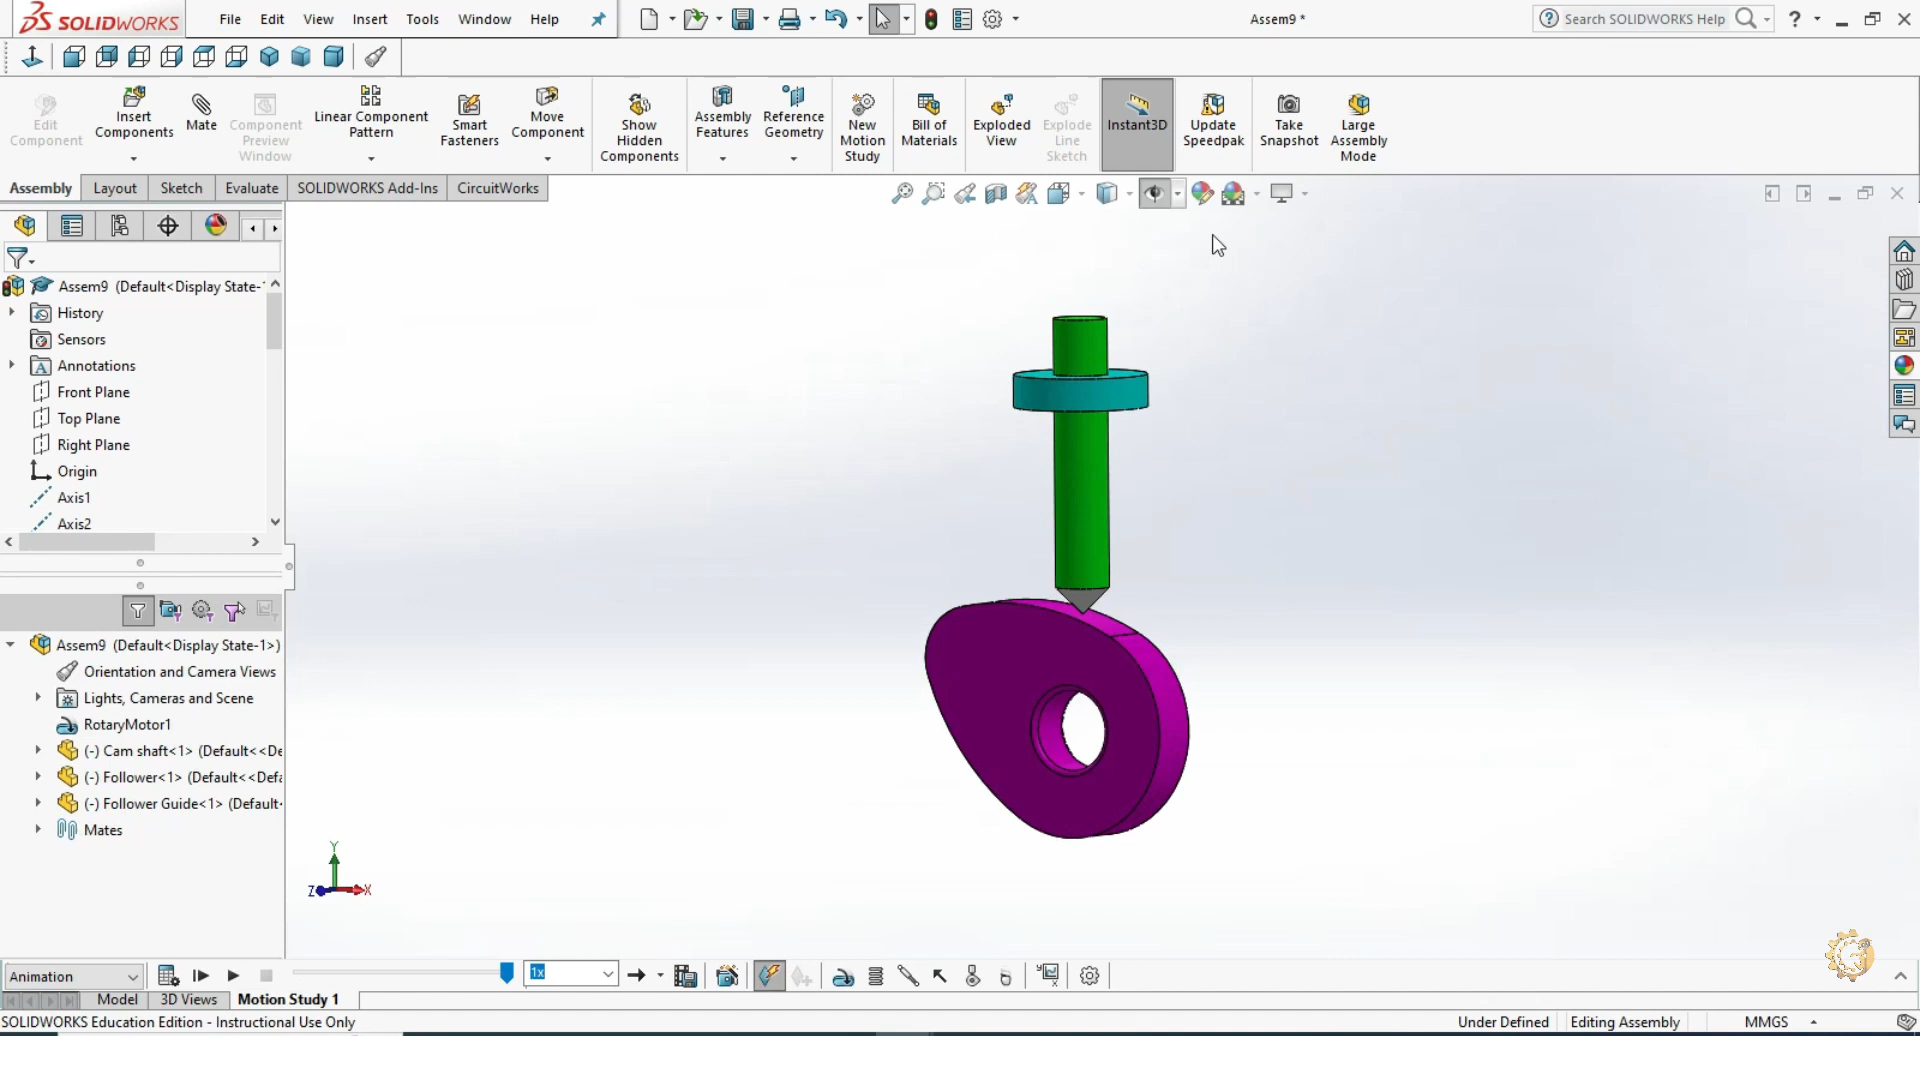 SOLIDWORKS File Edit View Insert Tools Window Help Assem9 * Search SOLIDWORKS Help ?
Edit Component
Insert Components
Mate
Component Preview Window
Linear Component Pattern
Smart Fasteners
Move Component
Show Hidden Components
Assembly Features
Reference Geometry
New Motion Study
Bill of Materials
Exploded View
Explode Line Sketch
Instant3D
Update Speedpak
Take Snapshot
Large Assembly Mode
Assembly Layout Sketch Evaluate SOLIDWORKS Add-Ins CircuitWorks
Assem9 (Default<Display State-1
History
Sensors
Annotations
Front Plane
Top Plane
Right Plane
Origin
Axis1
Axis2
Assem9 (Default<Display State-1>)
Orientation and Camera Views
Lights, Cameras and Scene
RotaryMotor1
(-) Cam shaft<1> (Default<<De
(-) Follower<1> (Default<<Defa
(-) Follower Guide<1> (Default
Mates
Y
Z X
Animation 1x
Model 3D Views Motion Study 1
SOLIDWORKS Education Edition - Instructional Use Only Under Defined Editing Assembly MMGS